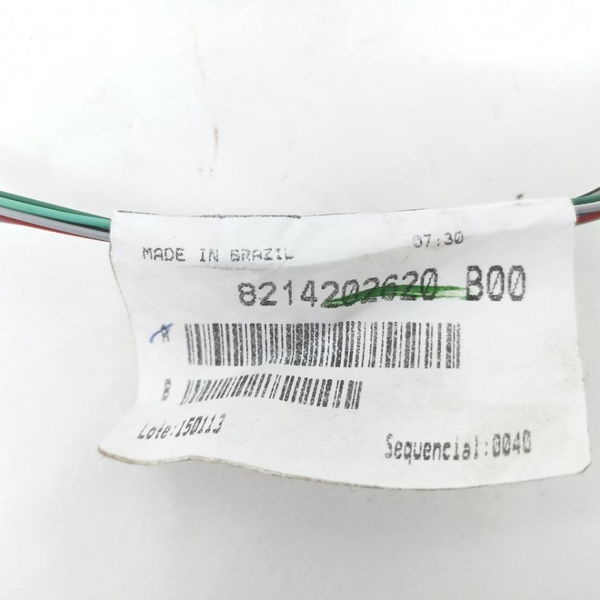 MADE IN BRAZIL 07:30
8214202620 B00
A
B
Lote:150113
Sequencial:0040